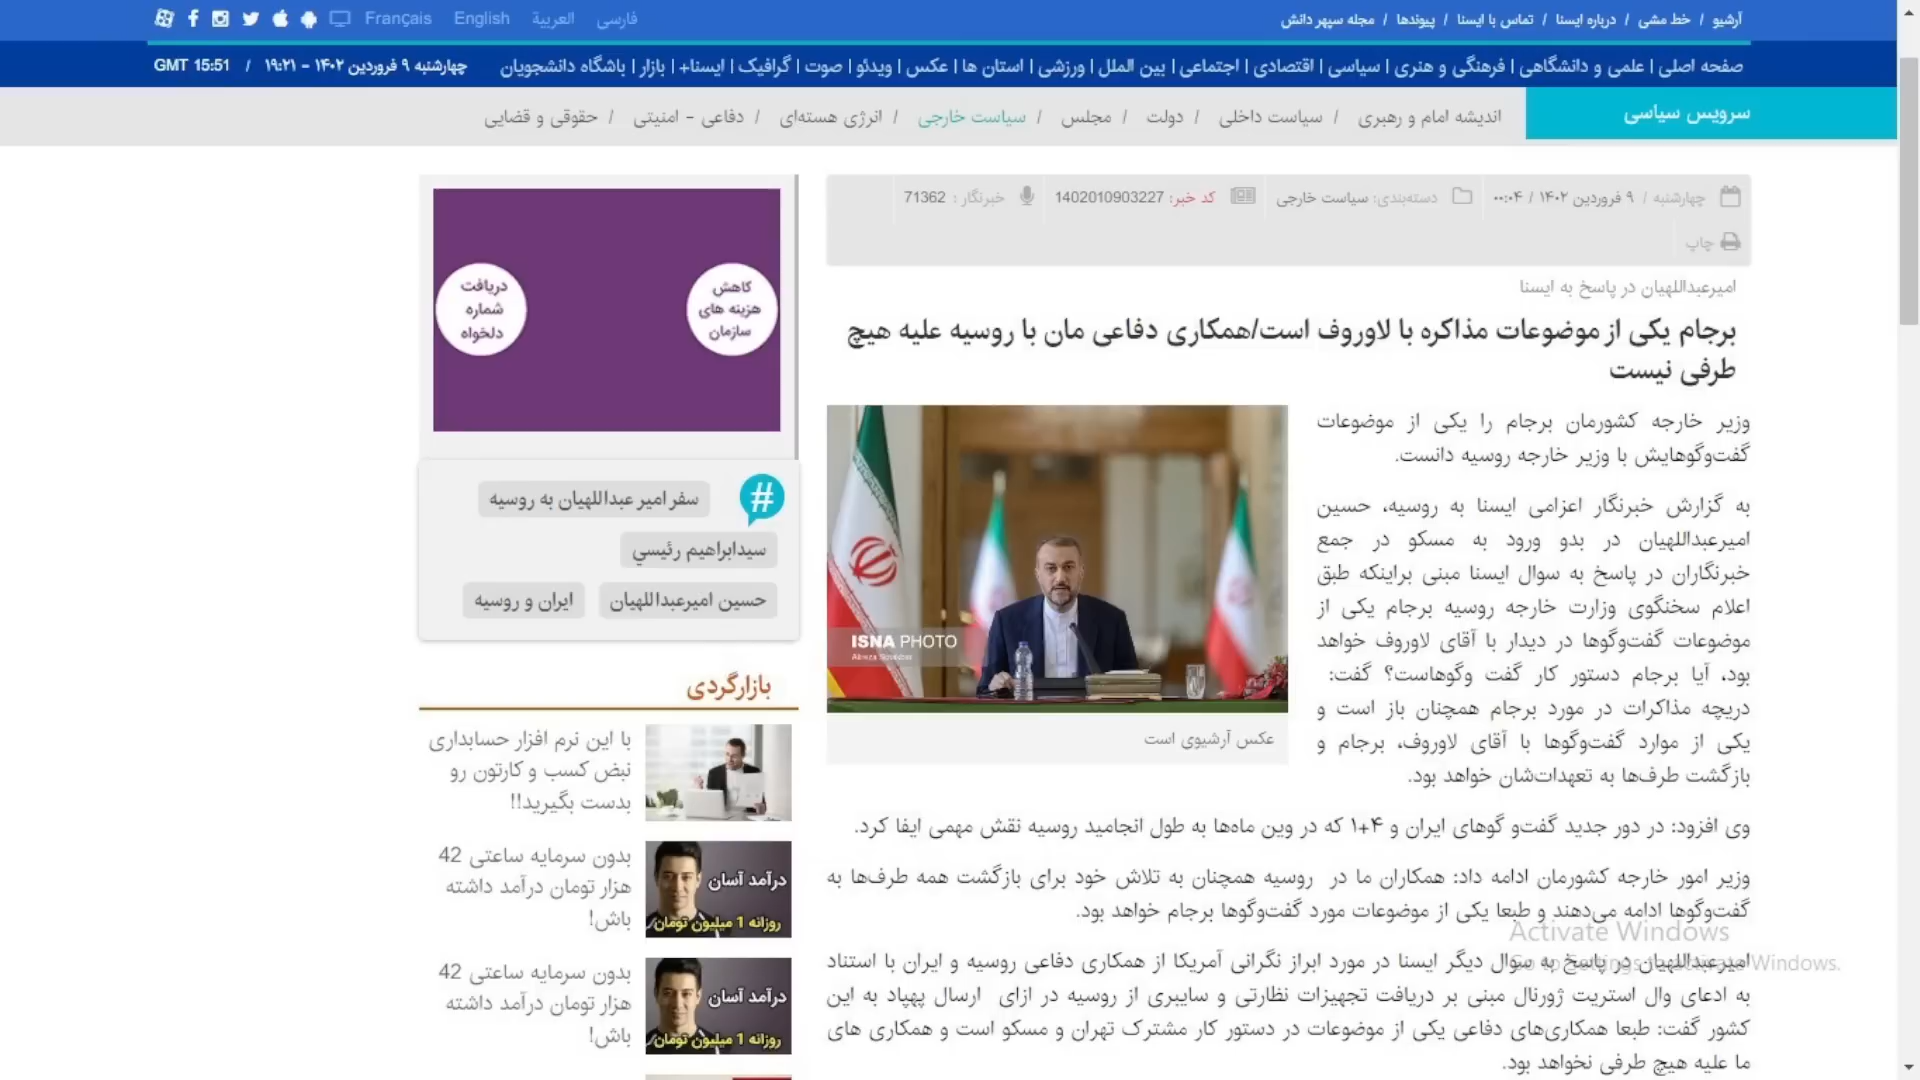 آرشیو / خط مشی / درباره ایسنا / تماس با ایسنا / پیوندها / مجله سپهر دانش
فارسی العربية English Français
صفحه اصلی | علمی و دانشگاهی | فرهنگی و هنری | سیاسی | اقتصادی | اجتماعی | بین الملل | ورزشی | استان ها | عکس | ویدئو | صوت | گرافیک | ایسنا+ | بازار | باشگاه دانشجویان
چهارشنبه ۹ فروردین ۱۴۰۲ - ۱۹:۲۱ / GMT 15:51
سرویس سیاسی
اندیشه امام و رهبری / سیاست داخلی / دولت / مجلس / سیاست خارجی / انرژی هسته‌ای / دفاعی - امنیتی / حقوقی و قضایی
چهارشنبه / ۹ فروردین ۱۴۰۲ / ۰۰:۰۴ دسته‌بندی: سیاست خارجی کد خبر: 1402010903227 خبرنگار : 71362
چاپ
امیرعبداللهیان در پاسخ به ایسنا
برجام یکی از موضوعات مذاکره با لاوروف است/همکاری دفاعی مان با روسیه علیه هیچ
طرفی نیست
وزیر خارجه کشورمان برجام را یکی از موضوعات
گفت‌وگوهایش با وزیر خارجه روسیه دانست.
به گزارش خبرنگار اعزامی ایسنا به روسیه، حسین
امیرعبداللهیان در بدو ورود به مسکو در جمع
خبرنگاران در پاسخ به سوال ایسنا مبنی براینکه طبق
اعلام سخنگوی وزارت خارجه روسیه برجام یکی از
موضوعات گفت‌وگوها در دیدار با آقای لاوروف خواهد
بود، آیا برجام دستور کار گفت وگوهاست؟ گفت:
دریچه مذاکرات در مورد برجام همچنان باز است و
یکی از موارد گفت‌وگوها با آقای لاوروف، برجام و
بازگشت طرف‌ها به تعهدات‌شان خواهد بود.
ISNA PHOTO
عکس آرشیوی است
وی افزود: در دور جدید گفت‌و گوهای ایران و ۴+۱ که در وین ماه‌ها به طول انجامید روسیه نقش مهمی ایفا کرد.
وزیر امور خارجه کشورمان ادامه داد: همکاران ما در روسیه همچنان به تلاش خود برای بازگشت همه طرف‌ها به
گفت‌وگوها ادامه می‌دهند و طبعا یکی از موضوعات مورد گفت‌وگوها برجام خواهد بود.
امیرعبداللهیان در پاسخ به سوال دیگر ایسنا در مورد ابراز نگرانی آمریکا از همکاری دفاعی روسیه و ایران با استناد
به ادعای وال استریت ژورنال مبنی بر دریافت تجهیزات نظارتی و سایبری از روسیه در ازای ارسال پهپاد به این
کشور گفت: طبعا همکاری‌های دفاعی یکی از موضوعات در دستور کار مشترک تهران و مسکو است و همکاری های
ما علیه هیچ طرفی نخواهد بود.
Activate Windows
Go to Settings to activate Windows.
کاهش
هزینه های
سازمان
دریافت
شماره
دلخواه
#
سفر امیر عبداللهیان به روسیه
سیدابراهیم رئیسي
حسین امیرعبداللهیان
ایران و روسیه
بازارگردی
با این نرم افزار حسابداری
نبض کسب و کارتون رو
بدست بگیرید!!
درآمد آسان
روزانه 1 میلیون تومان
بدون سرمایه ساعتی 42
هزار تومان درآمد داشته
باش!
درآمد آسان
روزانه 1 میلیون تومان
بدون سرمایه ساعتی 42
هزار تومان درآمد داشته
باش!